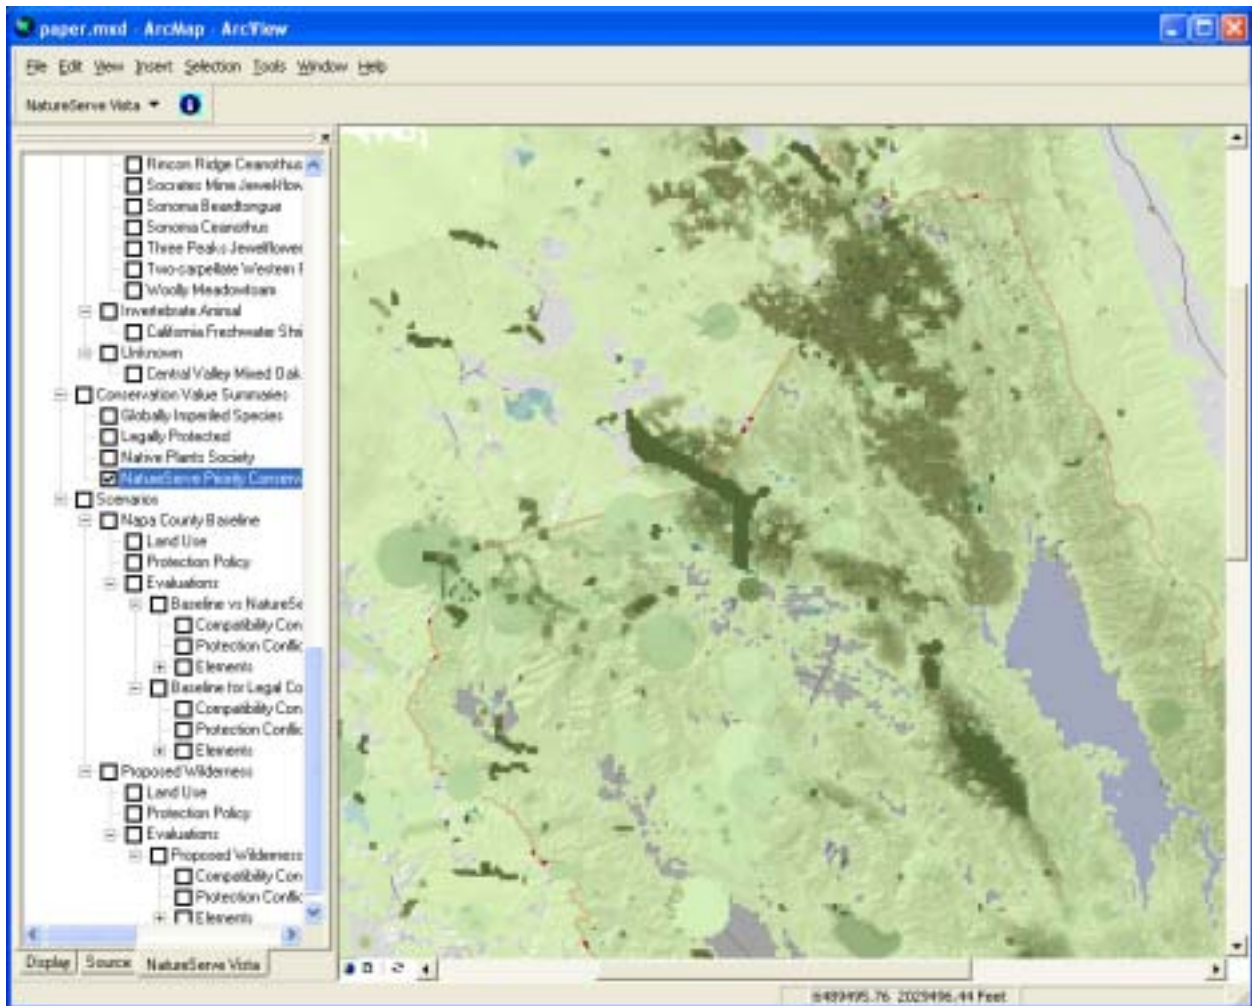 paper.mxd - ArcMap - ArcView
File Edit View Insert Selection Tools Window Help
NatureServe Vista
Rincon Ridge Ceanothus
Socrates Mine Jewelflow
Sonoma Beardtongue
Sonoma Ceanothus
Three Peaks Jewelflower
Two-carpellate Western F
Woolly Meadowfoam
Invertebrate Animal
California Freshwater Shri
Unknown
Central Valley Mixed Oak
Conservation Value Summaries
Globally Imperiled Species
Legally Protected
Native Plants Society
NatureServe Priority Conserv
Scenarios
Napa County Baseline
Land Use
Protection Policy
Evaluations
Baseline vs NatureSe
Compatibility Con
Protection Conflic
Elements
Baseline for Legal Co
Compatibility Con
Protection Conflic
Elements
Proposed Wilderness
Land Use
Protection Policy
Evaluations
Proposed Wilderness
Compatibility Con
Protection Conflic
Elements
Display Source NatureServe Vista
6489495.76 2029496.44 Feet